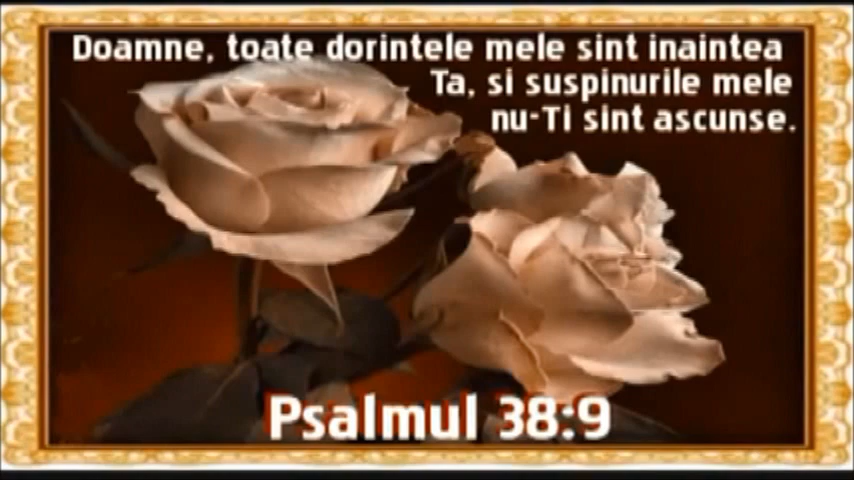 Doamne, toate dorintele mele sint inaintea
Ta, si suspinurile mele
nu-Ti sint ascunse.
Psalmul 38:9